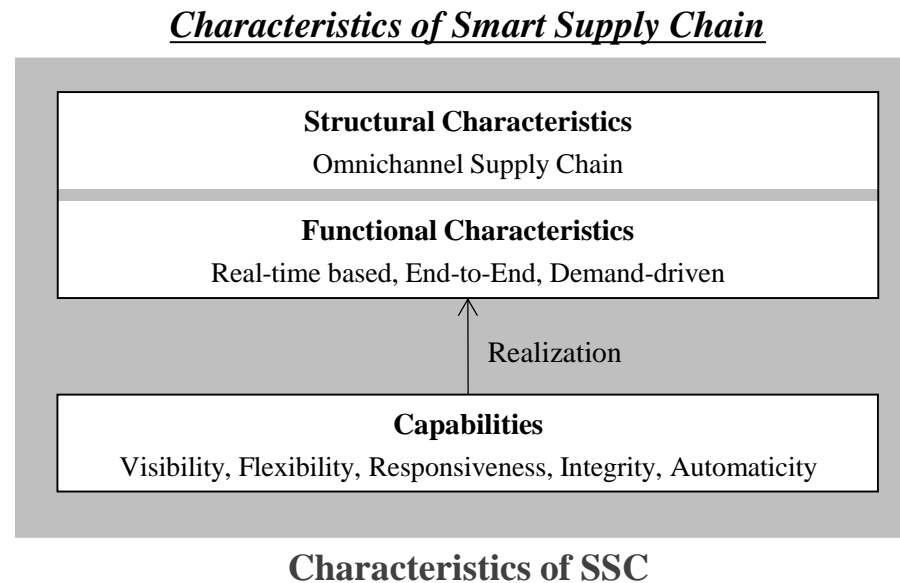 Characteristics of Smart Supply Chain
Structural Characteristics
Omnichannel Supply Chain
Functional Characteristics
Real-time based, End-to-End, Demand-driven
Realization
Capabilities
Visibility, Flexibility, Responsiveness, Integrity, Automaticity
Characteristics of SSC